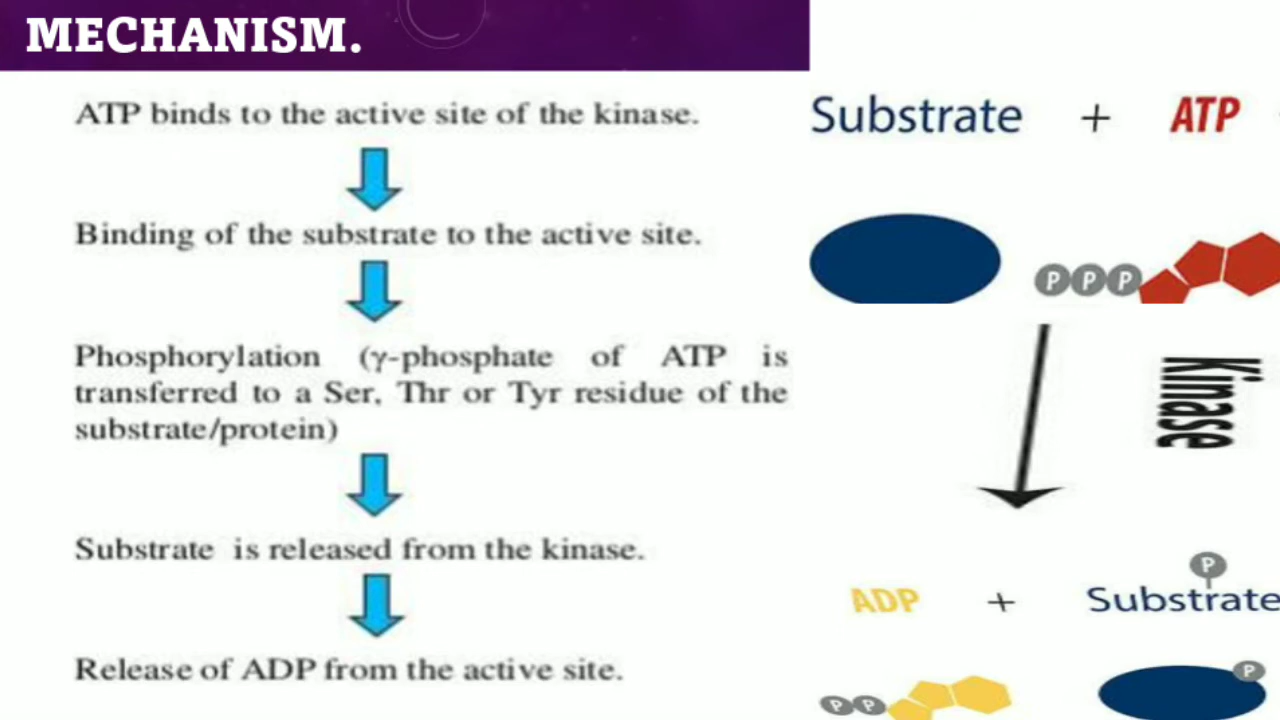 MECHANISM.
ATP binds to the active site of the kinase.
Binding of the substrate to the active site.
Phosphorylation (γ-phosphate of ATP is
transferred to a Ser, Thr or Tyr residue of the
substrate/protein)
Substrate is released from the kinase.
Release of ADP from the active site.
Substrate + ATP
P P P
Kinase
P
ADP + Substrate
P P
P